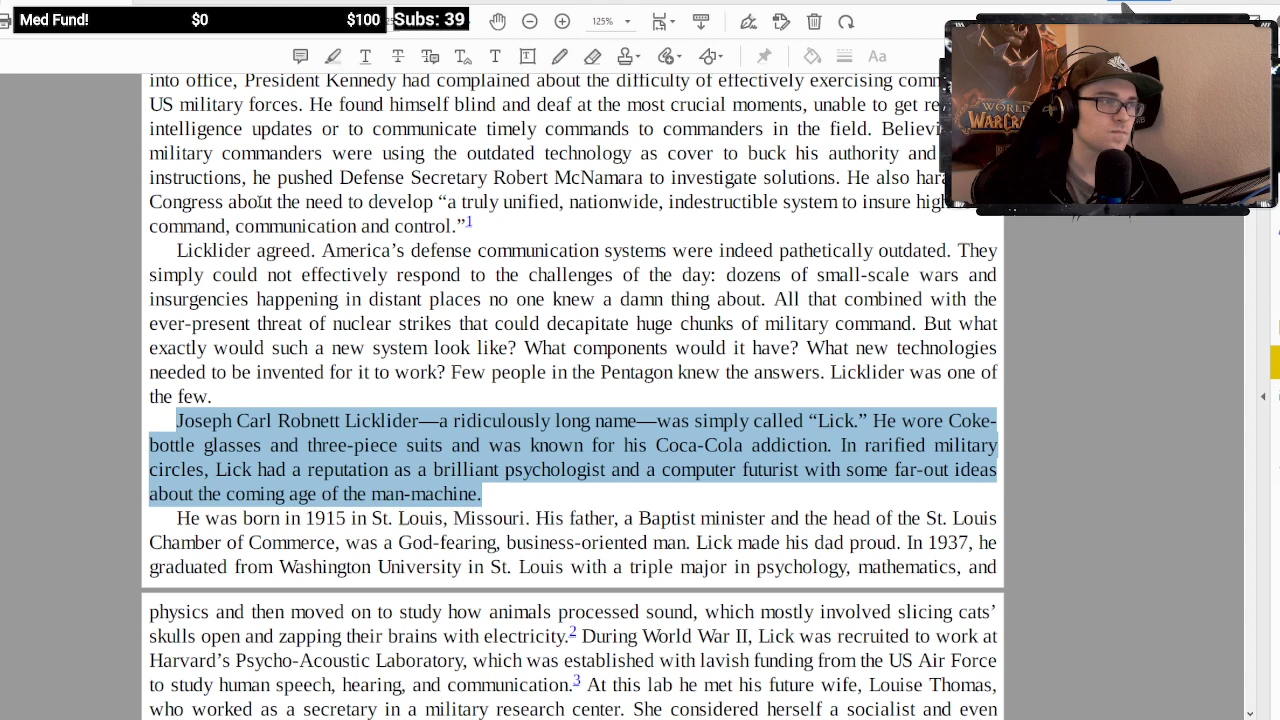 Med Fund! $0 $100 Subs: 39
125%
Aa
into office, President Kennedy had complained about the difficulty of effectively exercising
US military forces. He found himself blind and deaf at the most crucial moments, unable to get
intelligence updates or to communicate timely commands to commanders in the field.
military commanders were using the outdated technology as cover to buck his authority and
instructions, he pushed Defense Secretary Robert McNamara to investigate solutions. He also
Congress about the need to develop “a truly unified, nationwide, indestructible system to insure
command, communication and control.”1
Licklider agreed. America’s defense communication systems were indeed pathetically outdated. They
simply could not effectively respond to the challenges of the day: dozens of small-scale wars and
insurgencies happening in distant places no one knew a damn thing about. All that combined with the
ever-present threat of nuclear strikes that could decapitate huge chunks of military command. But what
exactly would such a new system look like? What components would it have? What new technologies
needed to be invented for it to work? Few people in the Pentagon knew the answers. Licklider was one of
the few.
Joseph Carl Robnett Licklider—a ridiculously long name—was simply called “Lick.” He wore Coke-
bottle glasses and three-piece suits and was known for his Coca-Cola addiction. In rarified military
circles, Lick had a reputation as a brilliant psychologist and a computer futurist with some far-out ideas
about the coming age of the man-machine.
He was born in 1915 in St. Louis, Missouri. His father, a Baptist minister and the head of the St. Louis
Chamber of Commerce, was a God-fearing, business-oriented man. Lick made his dad proud. In 1937, he
graduated from Washington University in St. Louis with a triple major in psychology, mathematics, and
physics and then moved on to study how animals processed sound, which mostly involved slicing cats’
skulls open and zapping their brains with electricity.2 During World War II, Lick was recruited to work at
Harvard’s Psycho-Acoustic Laboratory, which was established with lavish funding from the US Air Force
to study human speech, hearing, and communication.3 At this lab he met his future wife, Louise Thomas,
who worked as a secretary in a military research center. She considered herself a socialist and even
WORLD
WARCRAFT